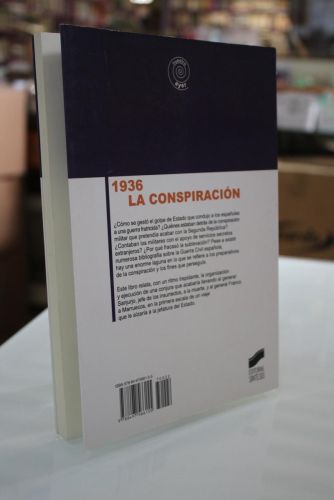 nuestro
ayer
1936
LA CONSPIRACIÓN
¿Cómo se gestó el golpe de Estado que condujo a los españoles
a una guerra fratricida? ¿Quiénes estaban detrás de la conspiración
militar que pretendía acabar con la Segunda República?
¿Contaban los militares con el apoyo de servicios secretos
extranjeros? ¿Por qué fracasó la sublevación? Pese a existir
numerosa bibliografía sobre la Guerra Civil española,
hay una enorme laguna en lo que se refiere a los preparativos
de la conspiración y los fines que perseguía.
Este libro relata, con un ritmo trepidante, la organización
y ejecución de una conjura que acabaría llevando al general
Sanjurjo, jefe de los insurrectos, a la muerte, y al general Franco,
a Marruecos, en la primera escala de un viaje
que le alzaría a la jefatura del Estado.
EDITORIAL
SÍNTESIS